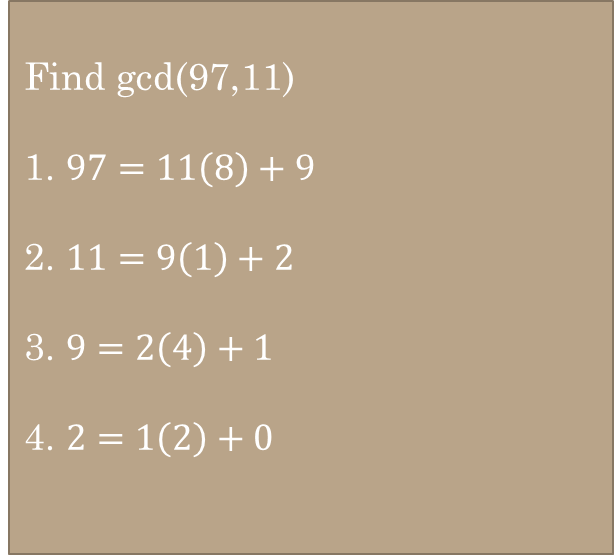 Find gcd(97,11)
1. 97 = 11(8) + 9
2. 11 = 9(1) + 2
3. 9 = 2(4) + 1
4. 2 = 1(2) + 0